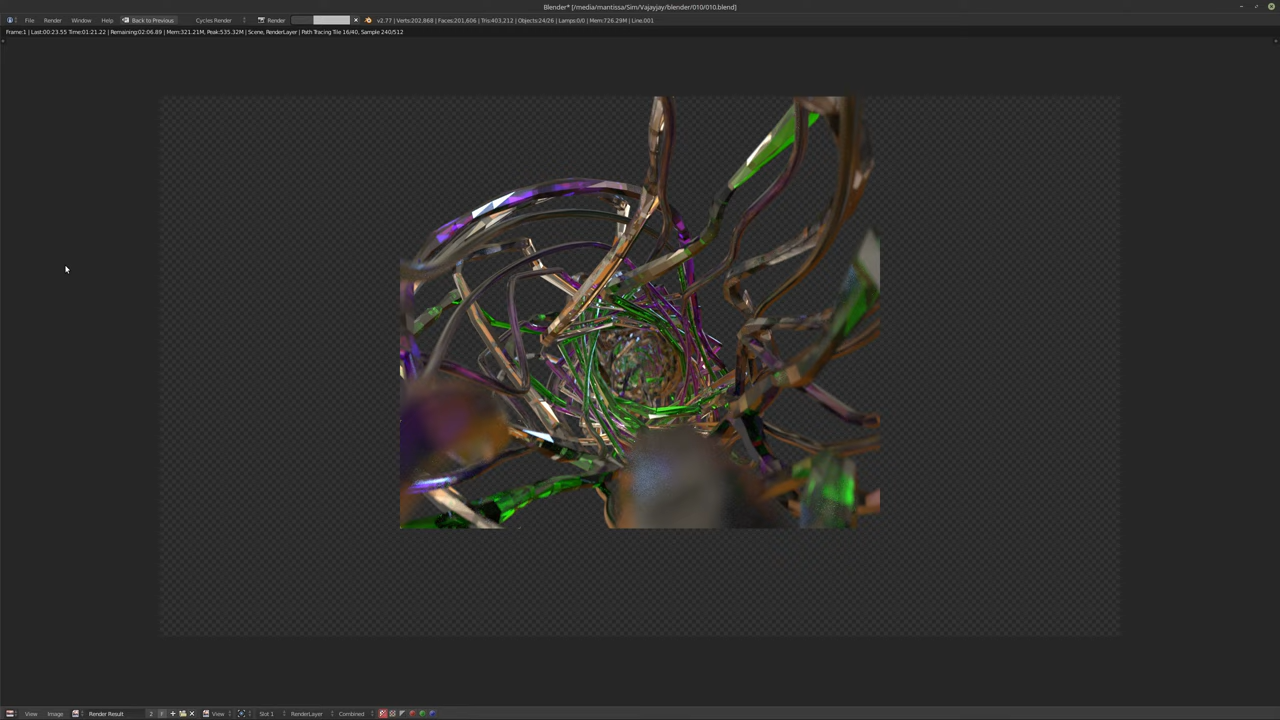 Blender* [/media/mantissa/Sim/Vajayjay/blender/010/010.blend]
File Render Window Help Back to Previous Cycles Render Render v2.77 | Verts:202,868 | Faces:201,606 | Tris:403,212 | Objects:24/26 | Lamps:0/0 | Mem:726.29M | Line:001
Frame:1 | Last:00:23.55 Time:01:21.22 | Remaining:02:06.89 | Mem:321.21M, Peak:535.32M | Scene, RenderLayer | Path Tracing Tile 16/40, Sample 240/512
View Image Render Result 2 F View Slot 1 RenderLayer Combined